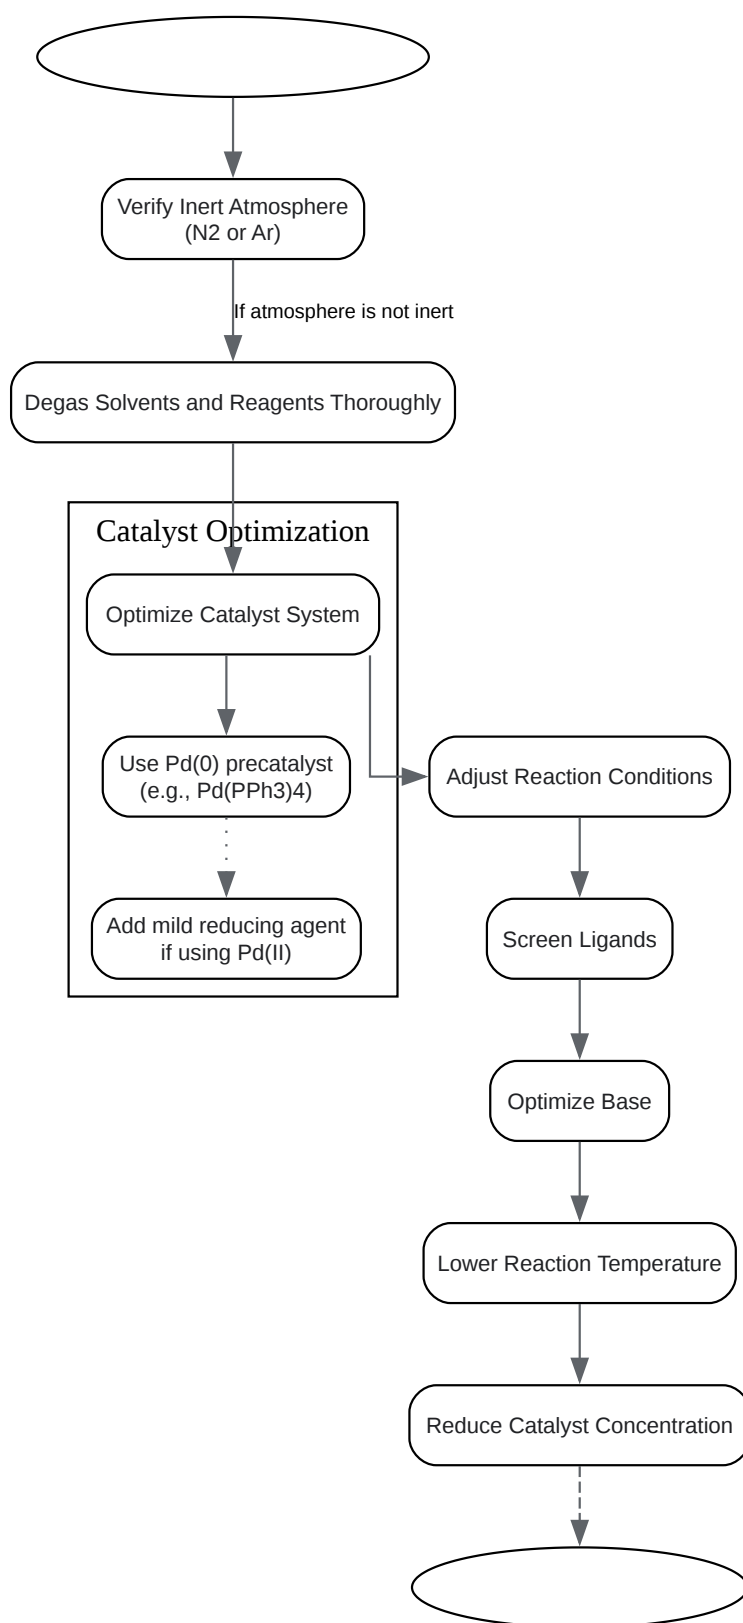 Verify Inert Atmosphere
(N2 or Ar)
If atmosphere is not inert
Degas Solvents and Reagents Thoroughly
Catalyst Optimization
Optimize Catalyst System
Use Pd(0) precatalyst
(e.g., Pd(PPh3)4)
Adjust Reaction Conditions
Add mild reducing agent
if using Pd(II)
Screen Ligands
Optimize Base
Lower Reaction Temperature
Reduce Catalyst Concentration